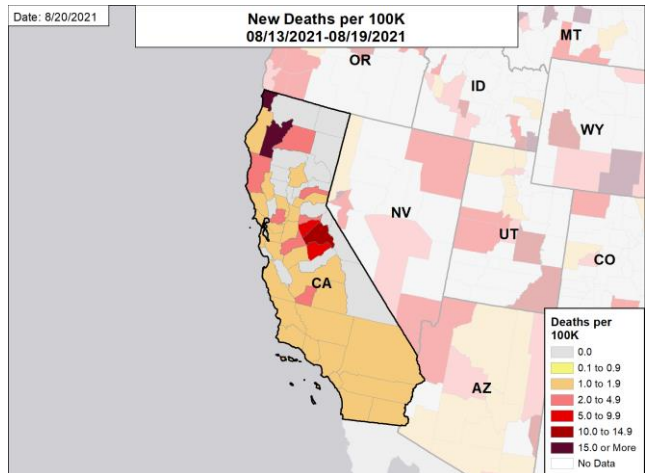 Date: 8/20/2021
New Deaths per 100K
08/13/2021-08/19/2021
MT
OR
ID
WY
NV
UT
CO
CA
AZ
Deaths per
100K
0.0
0.1 to 0.9
1.0 to 1.9
2.0 to 4.9
5.0 to 9.9
10.0 to 14.9
15.0 or More
No Data